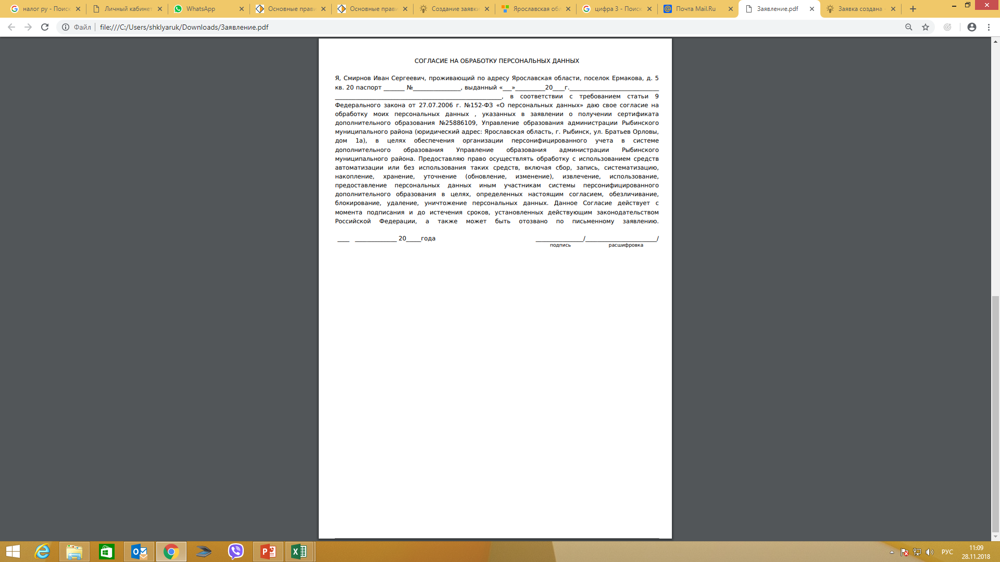 налог ру - Поиск
Личный кабинет
WhatsApp
Основные прави
Основные прави
Создание заявки
Ярославская обл
цифра 3 - Поиск
Почта Mail.Ru
Заявление.pdf
Заявка создана
Файл
file:///C:/Users/shklyaruk/Downloads/Заявление.pdf
СОГЛАСИЕ НА ОБРАБОТКУ ПЕРСОНАЛЬНЫХ ДАННЫХ
Я, Смирнов Иван Сергеевич, проживающий по адресу Ярославская области, поселок Ермакова, д. 5
кв. 20 паспорт _______ №________________, выданный «___»__________20____г.______________________________
________________________________________________________, в соответствии с требованием статьи 9
Федерального закона от 27.07.2006 г. №152-ФЗ «О персональных данных» даю свое согласие на
обработку моих персональных данных , указанных в заявлении о получении сертификата
дополнительного образования №25886109, Управление образования администрации Рыбинского
муниципального района (юридический адрес: Ярославская область, г. Рыбинск, ул. Братьев Орловы,
дом 1а), в целях обеспечения организации персонифицированного учета в системе
дополнительного образования Управление образования администрации Рыбинского
муниципального района. Предоставляю право осуществлять обработку с использованием средств
автоматизации или без использования таких средств, включая сбор, запись, систематизацию,
накопление, хранение, уточнение (обновление, изменение), извлечение, использование,
предоставление персональных данных иным участникам системы персонифицированного
дополнительного образования в целях, определенных настоящим согласием, обезличивание,
блокирование, удаление, уничтожение персональных данных. Данное Согласие действует с
момента подписания и до истечения сроков, установленных действующим законодательством
Российской Федерации, а также может быть отозвано по письменному заявлению.
____ ______________ 20_____года ________________/________________________/
подпись расшифровка
РУС
11:09
28.11.2018